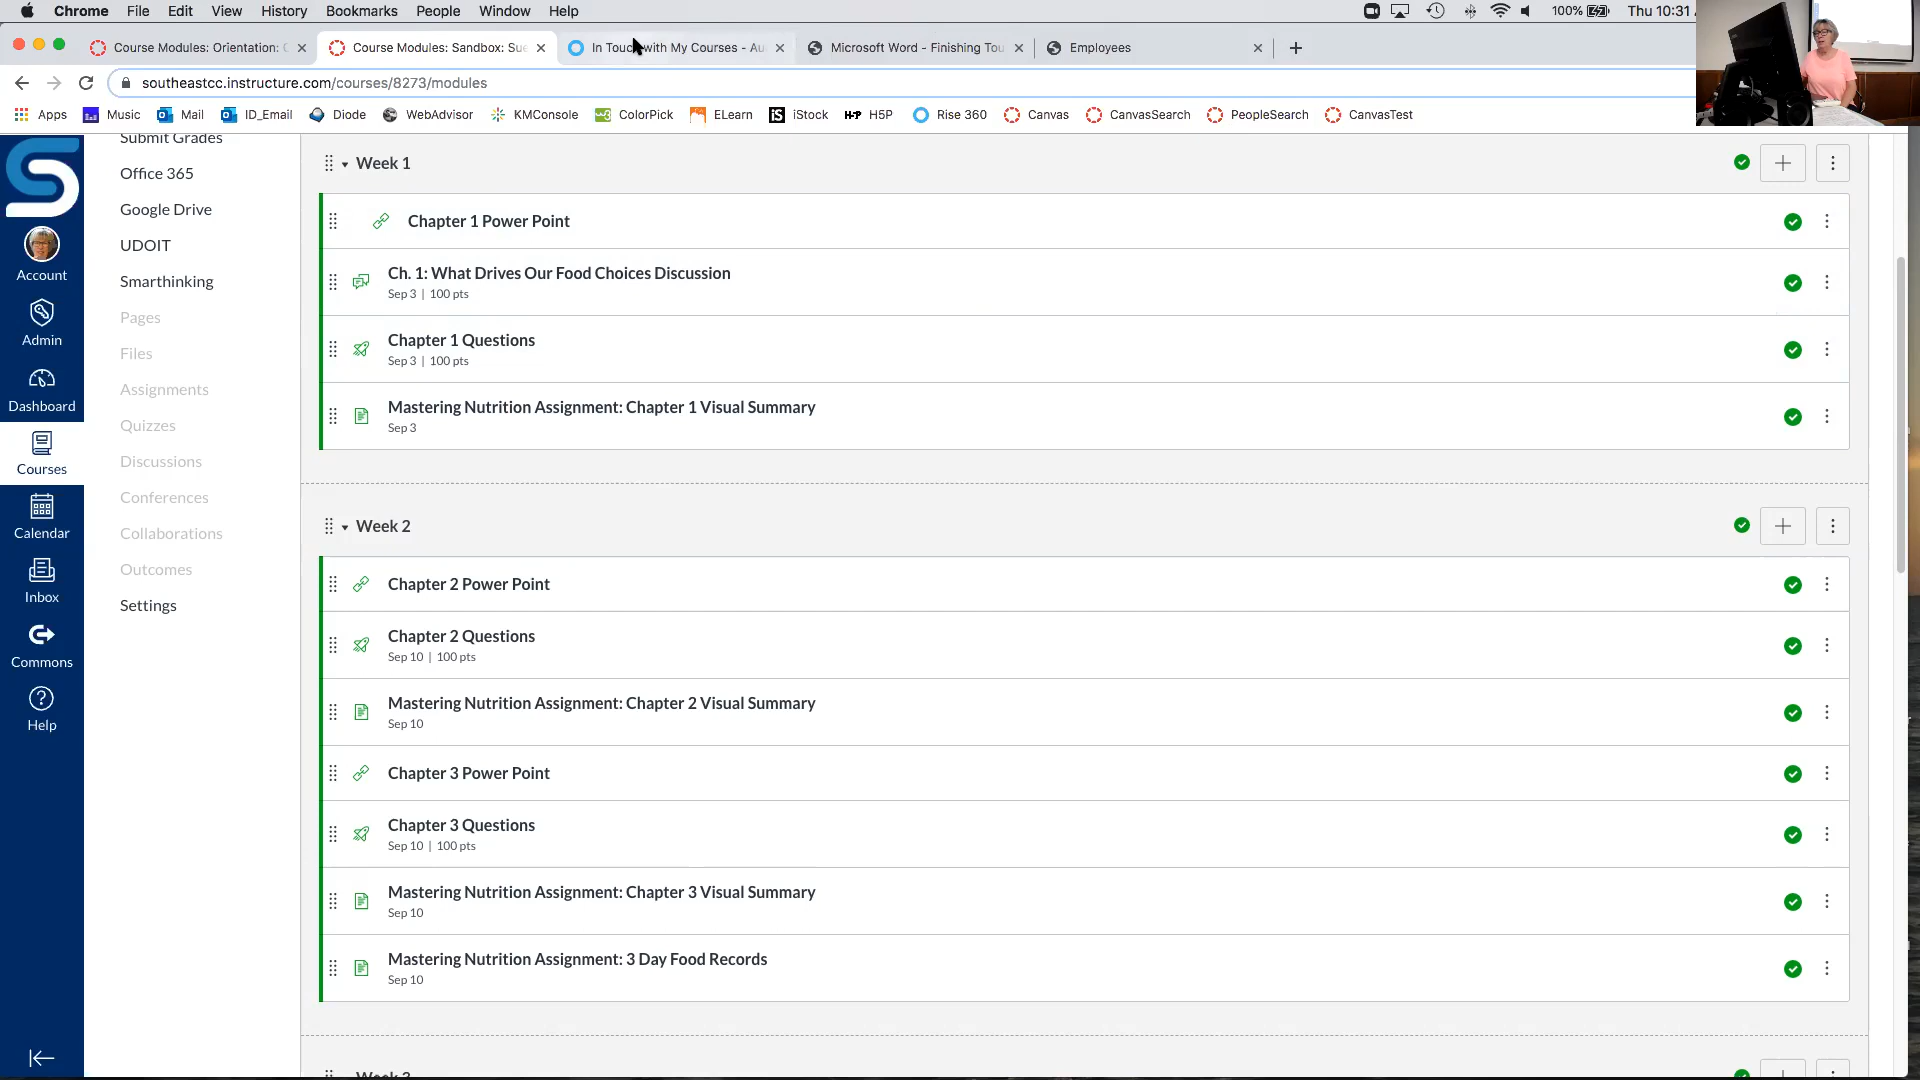 Chrome File Edit View History Bookmarks People Window Help 100% Thu 10:31
Course Modules: Orientation: Course Modules: Sandbox: Sue In Touch with My Courses - Au Microsoft Word - Finishing Tou Employees
southeastcc.instructure.com/courses/8273/modules
Apps Music Mail ID_Email Diode WebAdvisor KMConsole ColorPick ELearn iStock H5P Rise 360 Canvas CanvasSearch PeopleSearch CanvasTest
Account
Admin
Dashboard
Courses
Calendar
Inbox
Commons
Help
Submit Grades
Office 365
Google Drive
UDOIT
Smarthinking
Pages
Files
Assignments
Quizzes
Discussions
Conferences
Collaborations
Outcomes
Settings
Week 1
Chapter 1 Power Point
Ch. 1: What Drives Our Food Choices Discussion
Sep 3 | 100 pts
Chapter 1 Questions
Sep 3 | 100 pts
Mastering Nutrition Assignment: Chapter 1 Visual Summary
Sep 3
Week 2
Chapter 2 Power Point
Chapter 2 Questions
Sep 10 | 100 pts
Mastering Nutrition Assignment: Chapter 2 Visual Summary
Sep 10
Chapter 3 Power Point
Chapter 3 Questions
Sep 10 | 100 pts
Mastering Nutrition Assignment: Chapter 3 Visual Summary
Sep 10
Mastering Nutrition Assignment: 3 Day Food Records
Sep 10
Week 3